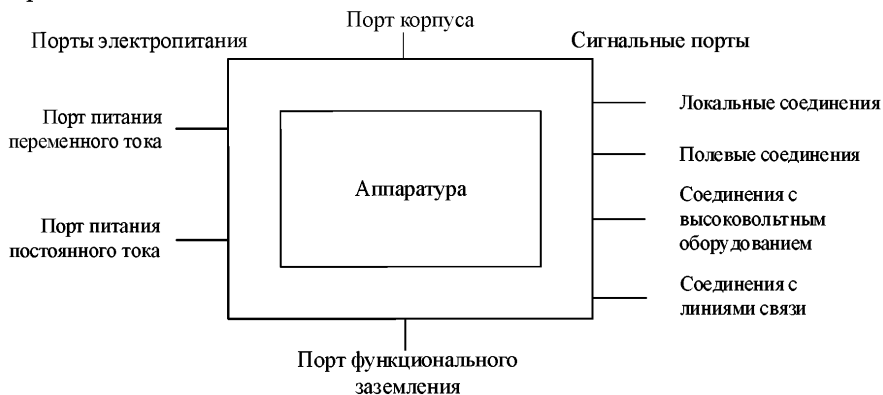 Порт корпуса
Порты электропитания
Сигнальные порты
Порт питания
переменного тока
Порт питания
постоянного тока
Аппаратура
Локальные соединения
Полевые соединения
Соединения с
высоковольтным
оборудованием
Соединения с
линиями связи
Порт функционального
заземления